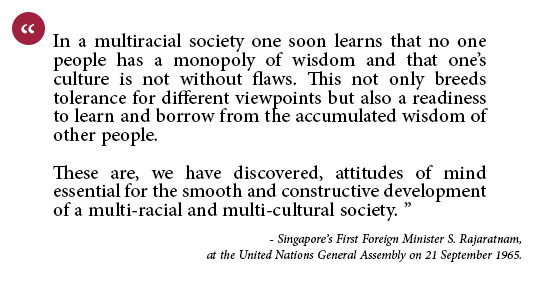 “
In a multiracial society one soon learns that no one
people has a monopoly of wisdom and that one’s
culture is not without flaws. This not only breeds
tolerance for different viewpoints but also a readiness
to learn and borrow from the accumulated wisdom of
other people.
These are, we have discovered, attitudes of mind
essential for the smooth and constructive development
of a multi-racial and multi-cultural society. ”
- Singapore’s First Foreign Minister S. Rajaratnam,
at the United Nations General Assembly on 21 September 1965.